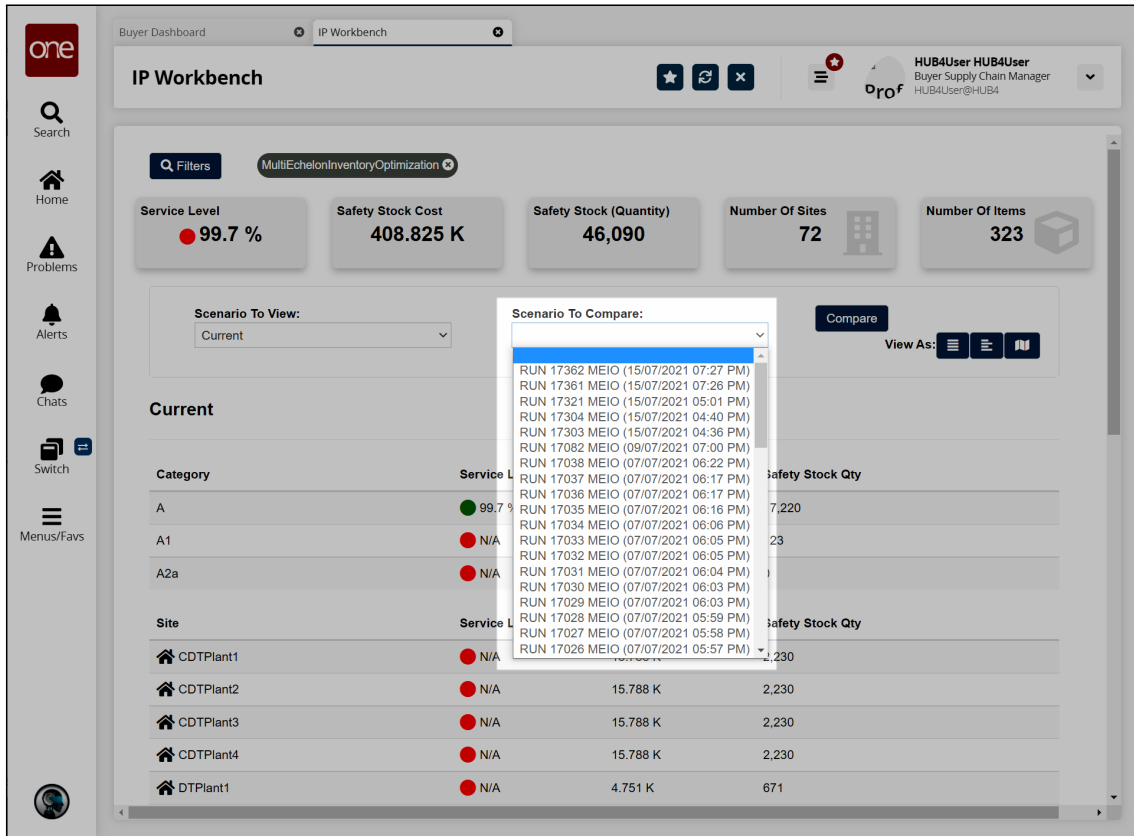 one
Buyer Dashboard
IP Workbench
IP Workbench
HUB4User HUB4User
Buyer Supply Chain Manager
HUB4User@HUB4
Prof
Search
Home
Problems
Alerts
Chats
Switch
Menus/Favs
Filters
MultiEchelonInventoryOptimization
Service Level
99.7 %
Safety Stock Cost
408.825 K
Safety Stock (Quantity)
46,090
Number Of Sites
72
Number Of Items
323
Scenario To View:
Current
Scenario To Compare:
Compare
View As:
RUN 17362 MEIO (15/07/2021 07:27 PM)
RUN 17361 MEIO (15/07/2021 07:26 PM)
RUN 17321 MEIO (15/07/2021 05:01 PM)
RUN 17304 MEIO (15/07/2021 04:40 PM)
RUN 17303 MEIO (15/07/2021 04:36 PM)
RUN 17082 MEIO (09/07/2021 07:00 PM)
RUN 17038 MEIO (07/07/2021 06:22 PM)
RUN 17037 MEIO (07/07/2021 06:17 PM)
RUN 17036 MEIO (07/07/2021 06:17 PM)
RUN 17035 MEIO (07/07/2021 06:16 PM)
RUN 17034 MEIO (07/07/2021 06:06 PM)
RUN 17033 MEIO (07/07/2021 06:05 PM)
RUN 17032 MEIO (07/07/2021 06:05 PM)
RUN 17031 MEIO (07/07/2021 06:04 PM)
RUN 17030 MEIO (07/07/2021 06:03 PM)
RUN 17029 MEIO (07/07/2021 06:03 PM)
RUN 17028 MEIO (07/07/2021 05:59 PM)
RUN 17027 MEIO (07/07/2021 05:58 PM)
RUN 17026 MEIO (07/07/2021 05:57 PM)
Current
Category Service Safety Stock Qty
A 99.7
A1 N/A
A2a N/A
Site Service Safety Stock Qty
CDTPlant1 N/A 2,230
CDTPlant2 N/A 15.788 K 2,230
CDTPlant3 N/A 15.788 K 2,230
CDTPlant4 N/A 15.788 K 2,230
DTPlant1 N/A 4.751 K 671